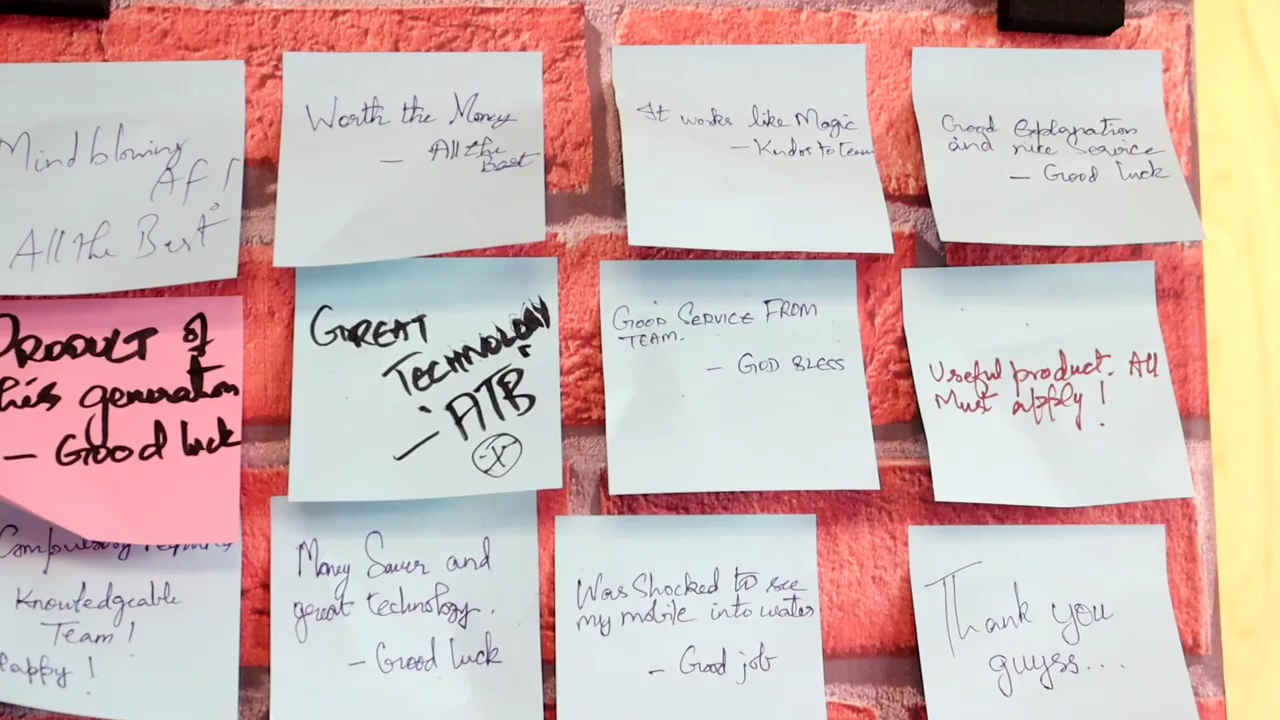 Mindblowing
Af!
All the Best
Worth the Money
— All the
Best
It works like Magic
— Kudos to team
Good Explanation
and nice Service
— Good luck
PRODUCT of
this generation
— Good luck
GREAT
TECHNOLOGY
— ATB
GOOD SERVICE FROM
TEAM.
— GOD BLESS
Useful product. All
Must apply!
Compulsory
Knowledgeable
Team!
Happy!
Money Saver and
great technology.
— Good luck
Was Shocked to see
my mobile into water
— Good job
Thank you
guyss....